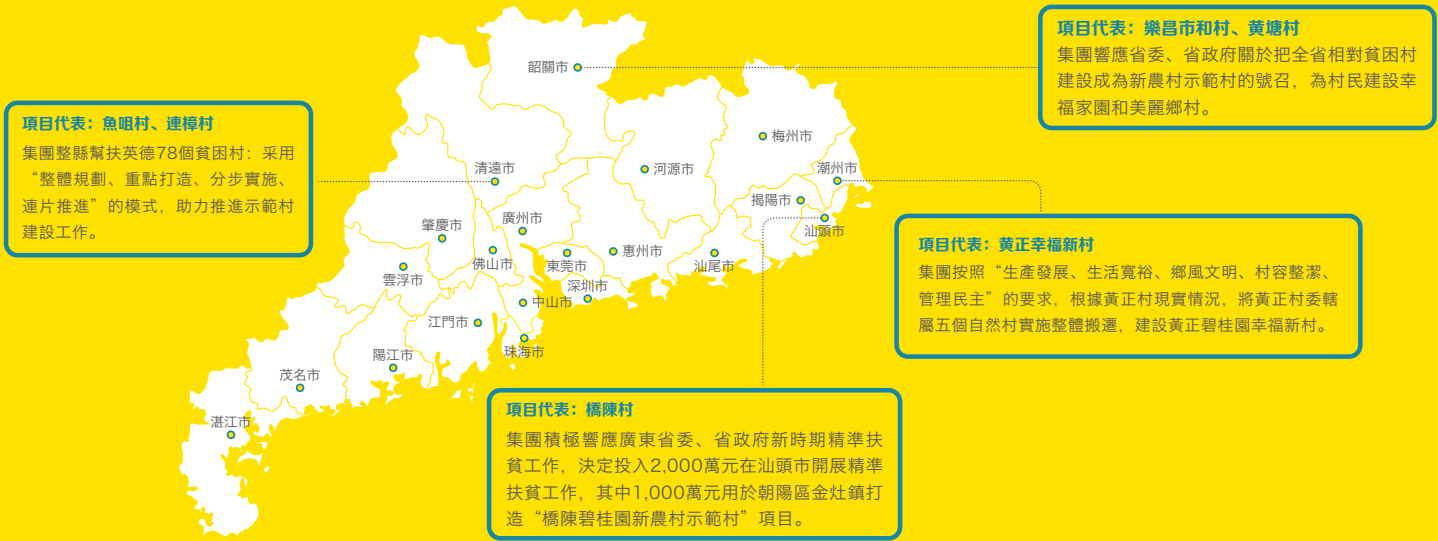 項目代表：樂昌市和村、黄塘村
集團響應省委、省政府關於把全省相對貧困村
建設成為新農村示範村的號召，為村民建設幸
福家園和美麗鄉村。
韶關市
項目代表：魚咀村、連樟村
集團整縣幫扶英德78個貧困村：采用
“整體規劃、重點打造、分步實施、
連片推進”的模式，助力推進示範村
建設工作。
梅州市
清遠市
河源市
潮州市
揭陽市
汕頭市
肇慶市
廣州市
佛山市
東莞市
惠州市
汕尾市
雲浮市
深圳市
中山市
江門市
珠海市
陽江市
茂名市
湛江市
項目代表：黄正幸福新村
集團按照“生產發展、生活寬裕、鄉風文明、村容整潔、
管理民主”的要求，根據黃正村現實情況，將黃正村委轄
屬五個自然村實施整體搬遷，建設黃正碧桂園幸福新村。
項目代表：橋陳村
集團積極響應廣東省委、省政府新時期精準扶
貧工作，決定投入2,000萬元在汕頭市開展精準
扶貧工作，其中1,000萬元用於朝陽區金灶鎮打
造“橋陳碧桂園新農村示範村”項目。